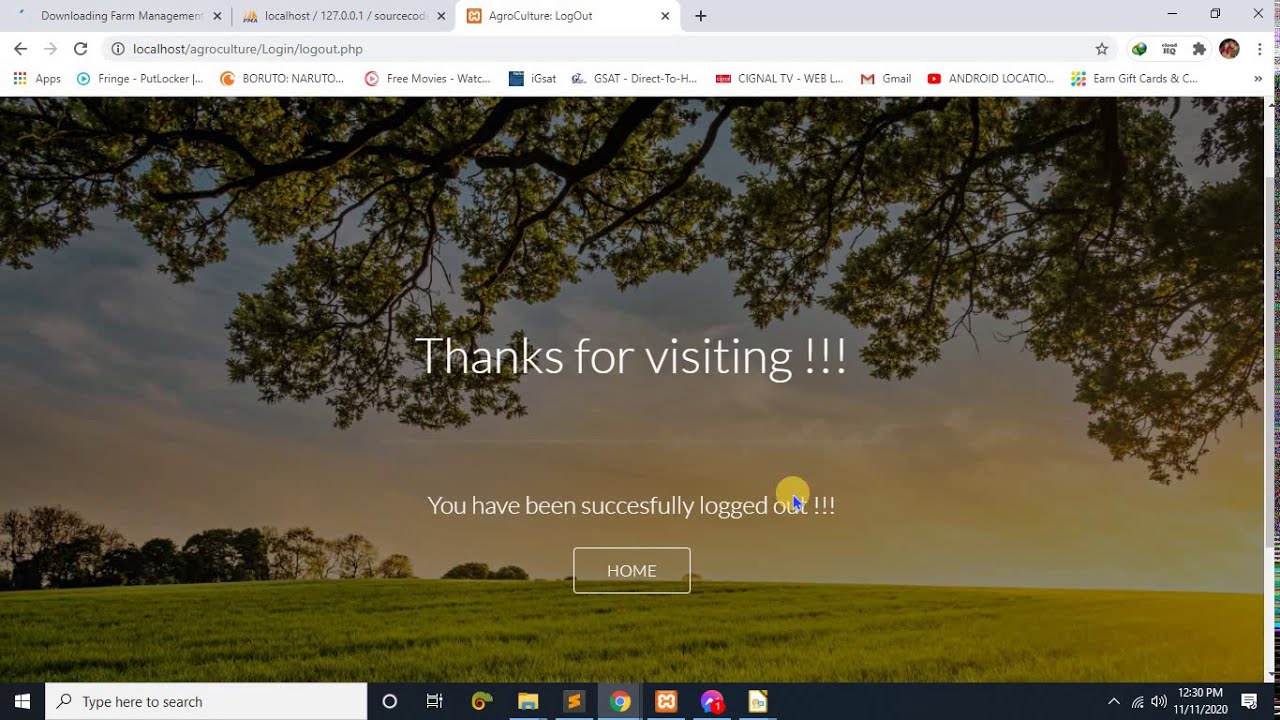 Downloading Farm Management
localhost / 127.0.0.1 / sourcecod
AgroCulture: LogOut
localhost/agroculture/Login/logout.php
cloud
HQ
Apps
Fringe - PutLocker |...
BORUTO: NARUTO...
Free Movies - Watc...
iGsat
GSAT - Direct-To-H...
CIGNAL TV - WEB L...
Gmail
ANDROID LOCATIO...
Earn Gift Cards & C...
»
Thanks for visiting !!!
You have been succesfully logged out !!!
HOME
Type here to search
1
12:30 PM
11/11/2020